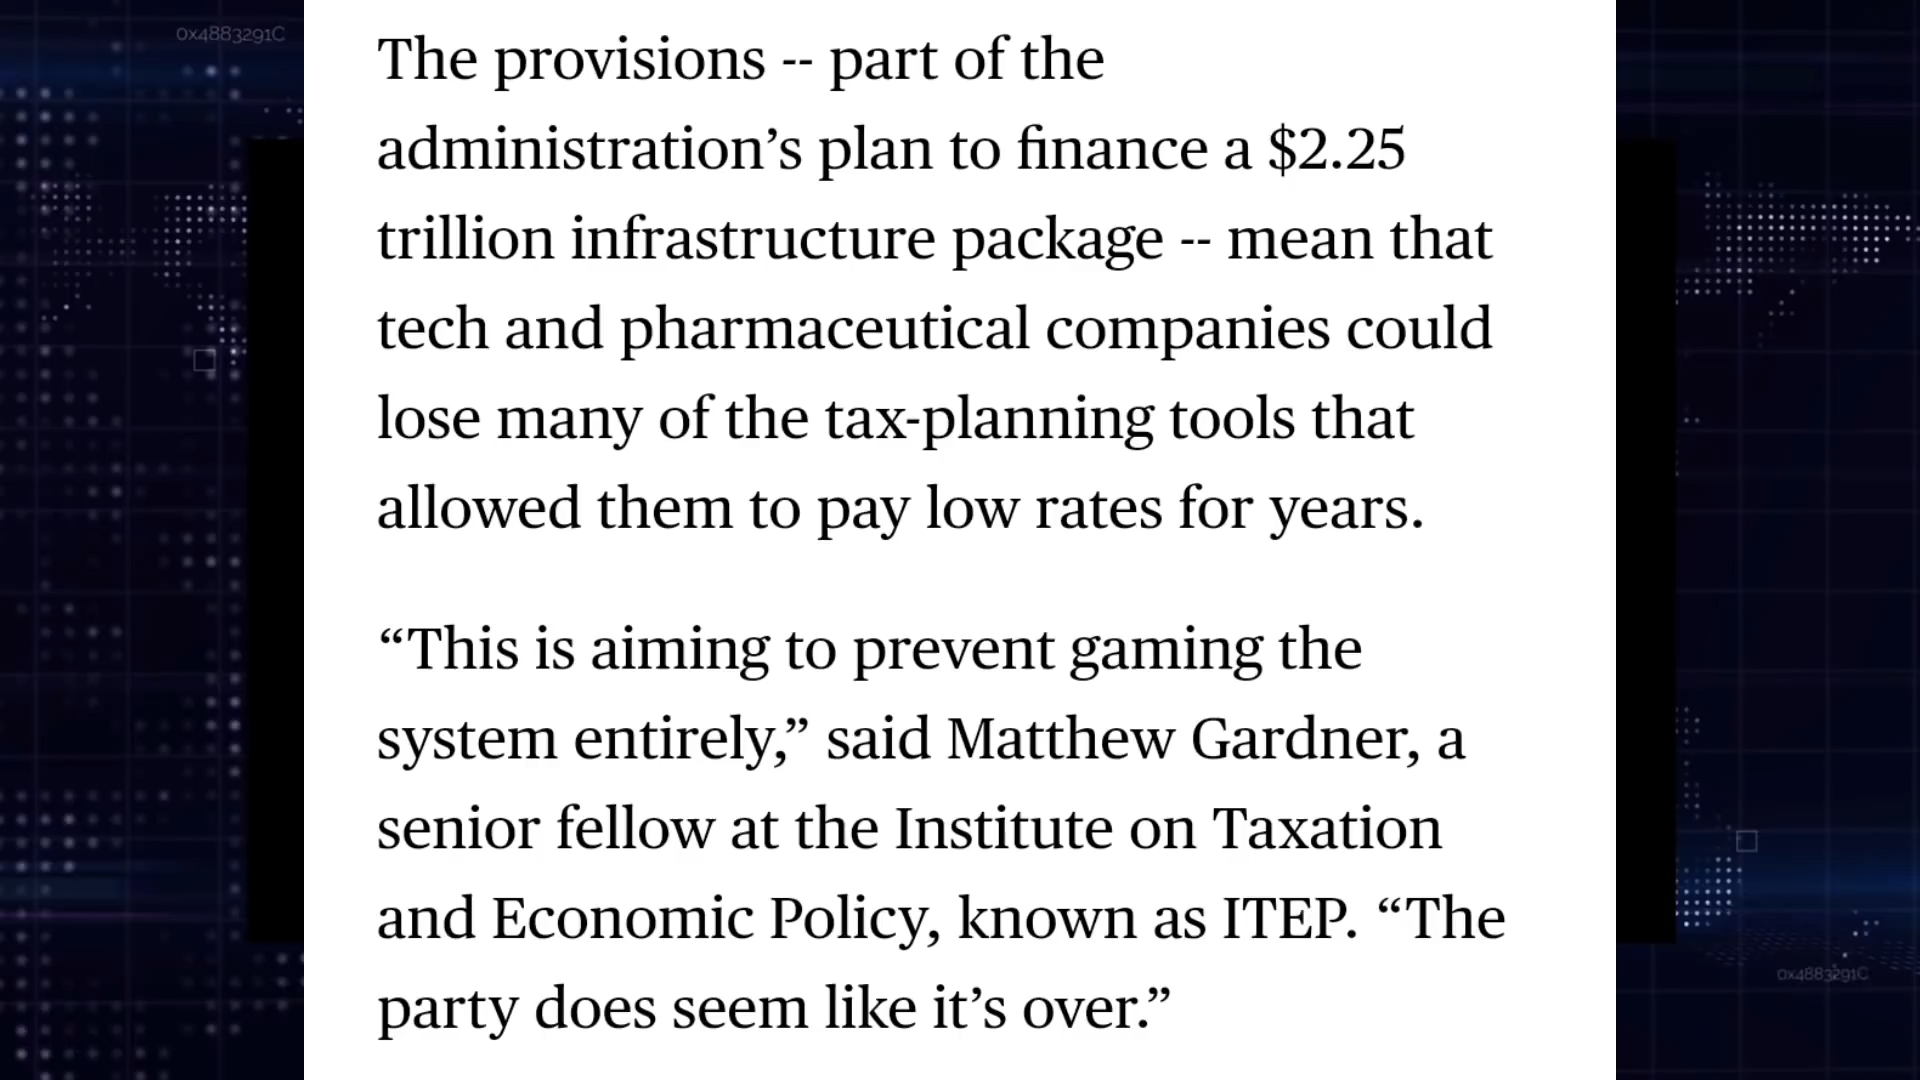 0x4883291C
The provisions -- part of the
administration’s plan to finance a $2.25
trillion infrastructure package -- mean that
tech and pharmaceutical companies could
lose many of the tax-planning tools that
allowed them to pay low rates for years.
“This is aiming to prevent gaming the
system entirely,” said Matthew Gardner, a
senior fellow at the Institute on Taxation
and Economic Policy, known as ITEP. “The
party does seem like it’s over.”
0x4883291C